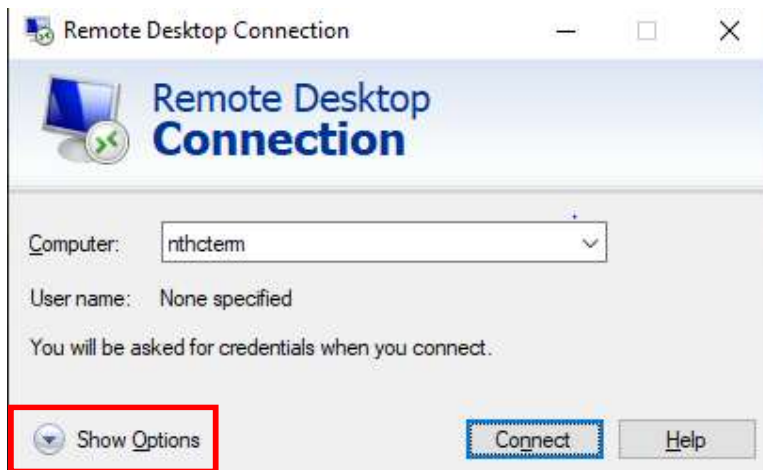 Remote Desktop Connection
Remote Desktop
Connection
Computer: nthcterm
User name: None specified
You will be asked for credentials when you connect.
Show Options Connect Help